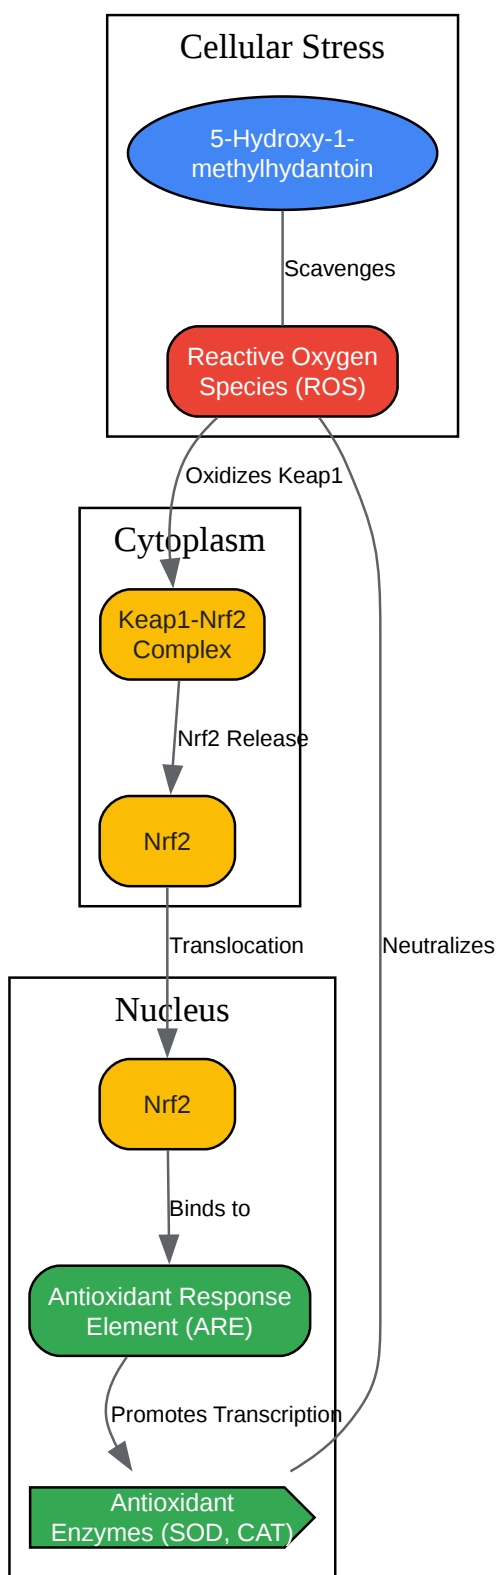 Cellular Stress
5-Hydroxy-1-
methylhydantoin
Scavenges
Reactive Oxygen
Species (ROS)
Oxidizes Keap1
Cytoplasm
Keap1-Nrf2
Complex
Nrf2 Release
Nrf2
Translocation
Neutralizes
Nucleus
Nrf2
Binds to
Antioxidant Response
Element (ARE)
Promotes Transcription
Antioxidant
Enzymes (SOD, CAT)